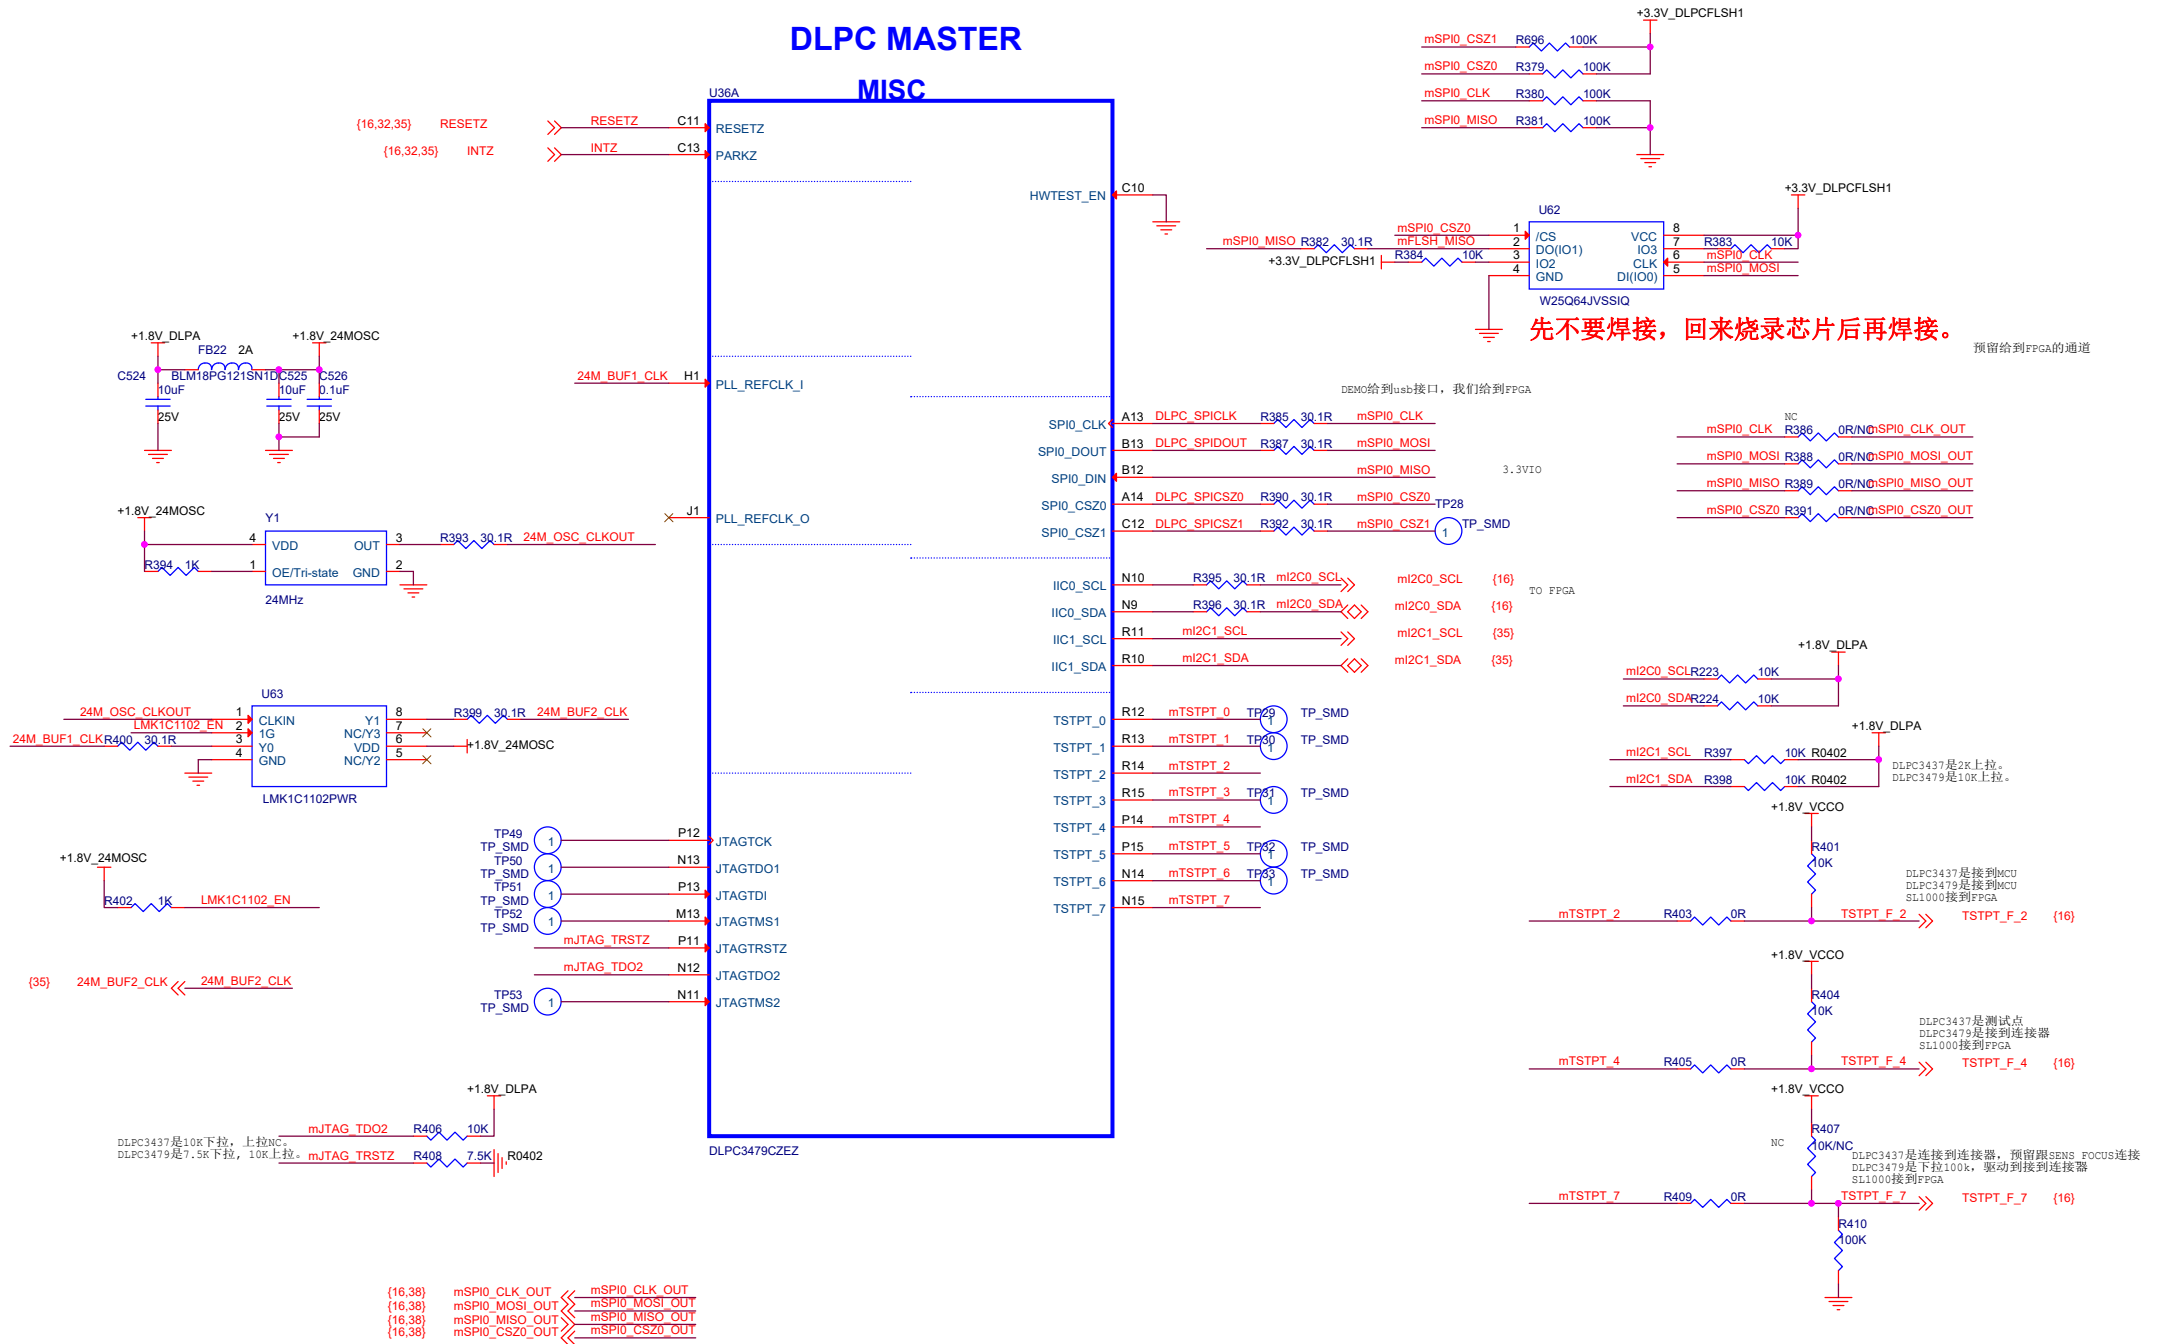 DLPC MASTER
MISC
U36A
{16,32,35} RESETZ RESETZ C11 RESETZ
{16,32,35} INTZ INTZ C13 PARKZ
HWTEST_EN C10
+3.3V_DLPCFLSH1
mSPI0_CSZ1 R696 100K
mSPI0_CSZ0 R379 100K
mSPI0_CLK R380 100K
mSPI0_MISO R381 100K
+3.3V_DLPCFLSH1
U62
mSPI0_CSZ0 1 /CS VCC 8
mSPI0_MISO R382 30.1R mFLSH_MISO 2 DO(IO1) IO3 7 R383 10K
+3.3V_DLPCFLSH1 R384 10K 3 IO2 CLK 6 mSPI0_CLK
4 GND DI(IO0) 5 mSPI0_MOSI
W25Q64JVSSIQ
先不要焊接，回来烧录芯片后再焊接。
预留给到FPGA的通道
+1.8V_DLPA +1.8V_24MOSC
FB22 2A
C524 BLM18PG121SN1D C525 C526
10uF 10uF 0.1uF
25V 25V 25V
24M_BUF1_CLK H1 PLL_REFCLK_I
DEMO给到usb接口，我们给到FPGA
SPI0_CLK A13 DLPC_SPICLK R385 30.1R mSPI0_CLK
SPI0_DOUT B13 DLPC_SPIDOUT R387 30.1R mSPI0_MOSI
SPI0_DIN B12 mSPI0_MISO 3.3VIO
SPI0_CSZ0 A14 DLPC_SPICSZ0 R390 30.1R mSPI0_CSZ0 TP28
SPI0_CSZ1 C12 DLPC_SPICSZ1 R392 30.1R mSPI0_CSZ1 1 TP_SMD
NC
mSPI0_CLK R386 0R/NC mSPI0_CLK_OUT
mSPI0_MOSI R388 0R/NC mSPI0_MOSI_OUT
mSPI0_MISO R389 0R/NC mSPI0_MISO_OUT
mSPI0_CSZ0 R391 0R/NC mSPI0_CSZ0_OUT
J1 PLL_REFCLK_O
+1.8V_24MOSC
Y1
4 VDD OUT 3 R393 30.1R 24M_OSC_CLKOUT
R394 1K 1 OE/Tri-state GND 2
24MHz
IIC0_SCL N10 R395 30.1R mI2C0_SCL mI2C0_SCL {16}
TO FPGA
IIC0_SDA N9 R396 30.1R mI2C0_SDA mI2C0_SDA {16}
IIC1_SCL R11 mI2C1_SCL mI2C1_SCL {35}
IIC1_SDA R10 mI2C1_SDA mI2C1_SDA {35}
+1.8V_DLPA
mI2C0_SCL R223 10K
mI2C0_SDA R224 10K
+1.8V_DLPA
mI2C1_SCL R397 10K R0402
mI2C1_SDA R398 10K R0402
DLPC3437是2K上拉。
DLPC3479是10K上拉。
U63
24M_OSC_CLKOUT 1 CLKIN Y1 8 R399 30.1R 24M_BUF2_CLK
LMK1C1102_EN 2 1G NC/Y3 7
24M_BUF1_CLK R400 30.1R 3 Y0 VDD 6 +1.8V_24MOSC
4 GND NC/Y2 5
LMK1C1102PWR
TSTPT_0 R12 mTSTPT_0 TP29 1 TP_SMD
TSTPT_1 R13 mTSTPT_1 TP30 1 TP_SMD
TSTPT_2 R14 mTSTPT_2
TSTPT_3 R15 mTSTPT_3 TP31 1 TP_SMD
TSTPT_4 P14 mTSTPT_4
TSTPT_5 P15 mTSTPT_5 TP32 1 TP_SMD
TSTPT_6 N14 mTSTPT_6 TP33 1 TP_SMD
TSTPT_7 N15 mTSTPT_7
TP49 TP_SMD 1 P12 JTAGTCK
TP50 TP_SMD 1 N13 JTAGTDO1
TP51 TP_SMD 1 P13 JTAGTDI
TP52 TP_SMD 1 M13 JTAGTMS1
mJTAG_TRSTZ P11 JTAGTRSTZ
mJTAG_TDO2 N12 JTAGTDO2
TP53 TP_SMD 1 N11 JTAGTMS2
+1.8V_24MOSC
R402 1K LMK1C1102_EN
{35} 24M_BUF2_CLK 24M_BUF2_CLK
+1.8V_VCCO
R401
10K
DLPC3437是接到MCU
DLPC3479是接到MCU
SL1000接到FPGA
mTSTPT_2 R403 0R TSTPT_F_2 TSTPT_F_2 {16}
+1.8V_VCCO
R404
10K
DLPC3437是测试点
DLPC3479是接到连接器
SL1000接到FPGA
mTSTPT_4 R405 0R TSTPT_F_4 TSTPT_F_4 {16}
+1.8V_VCCO
R407
NC 10K/NC
DLPC3437是连接到连接器，预留跟SENS_FOCUS连接
DLPC3479是下拉100k，驱动到接到连接器
SL1000接到FPGA
mTSTPT_7 R409 0R TSTPT_F_7 TSTPT_F_7 {16}
R410
100K
+1.8V_DLPA
mJTAG_TDO2 R406 10K
DLPC3437是10K下拉，上拉NC。
DLPC3479是7.5K下拉，10K上拉。
mJTAG_TRSTZ R408 7.5K R0402
DLPC3479CZEZ
{16,38} mSPI0_CLK_OUT mSPI0_CLK_OUT
{16,38} mSPI0_MOSI_OUT mSPI0_MOSI_OUT
{16,38} mSPI0_MISO_OUT mSPI0_MISO_OUT
{16,38} mSPI0_CSZ0_OUT mSPI0_CSZ0_OUT